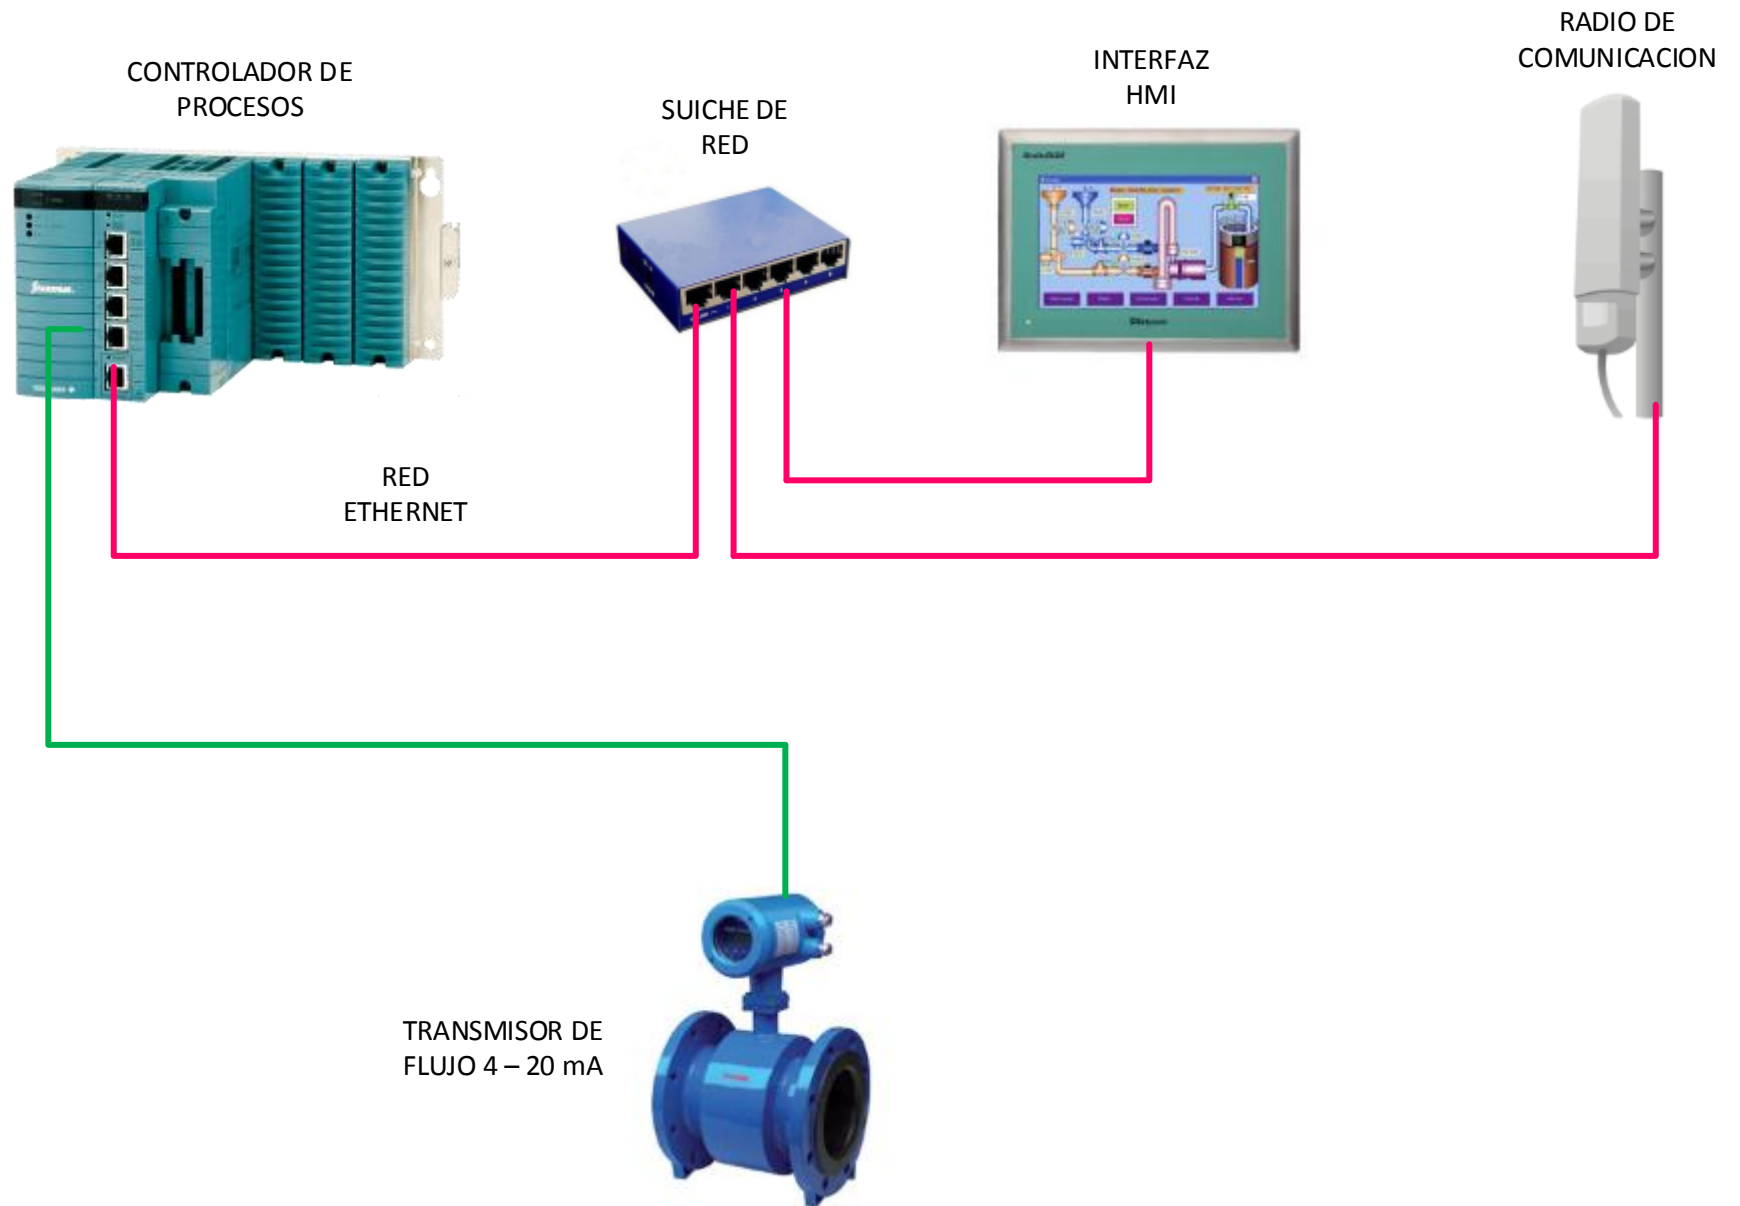 RADIO DE
COMUNICACION
INTERFAZ
HMI
CONTROLADOR DE
PROCESOS
SUICHE DE
RED
RED
ETHERNET
TRANSMISOR DE
FLUJO 4 – 20 mA